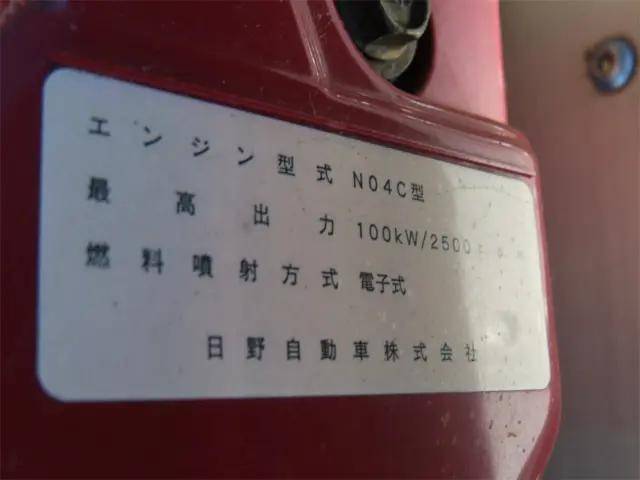 エンジン型式 N04C型
最高出力 100kW/2500
燃料噴射方式 電子式
日野自動車株式会社